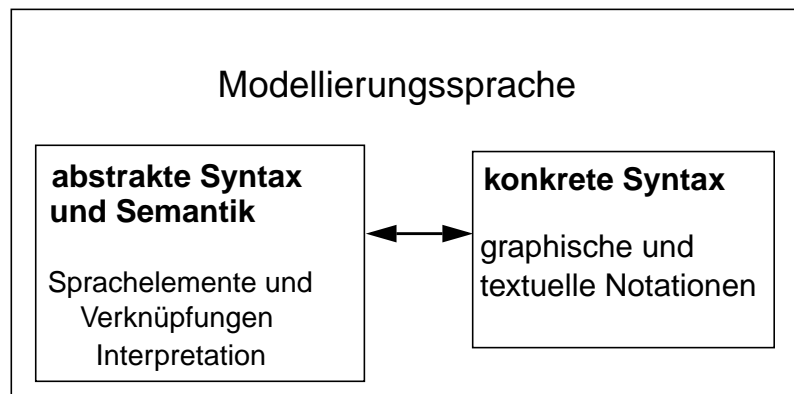 Modellierungssprache
abstrakte Syntax
und Semantik
Sprachelemente und
Verknüpfungen
Interpretation
konkrete Syntax
graphische und
textuelle Notationen